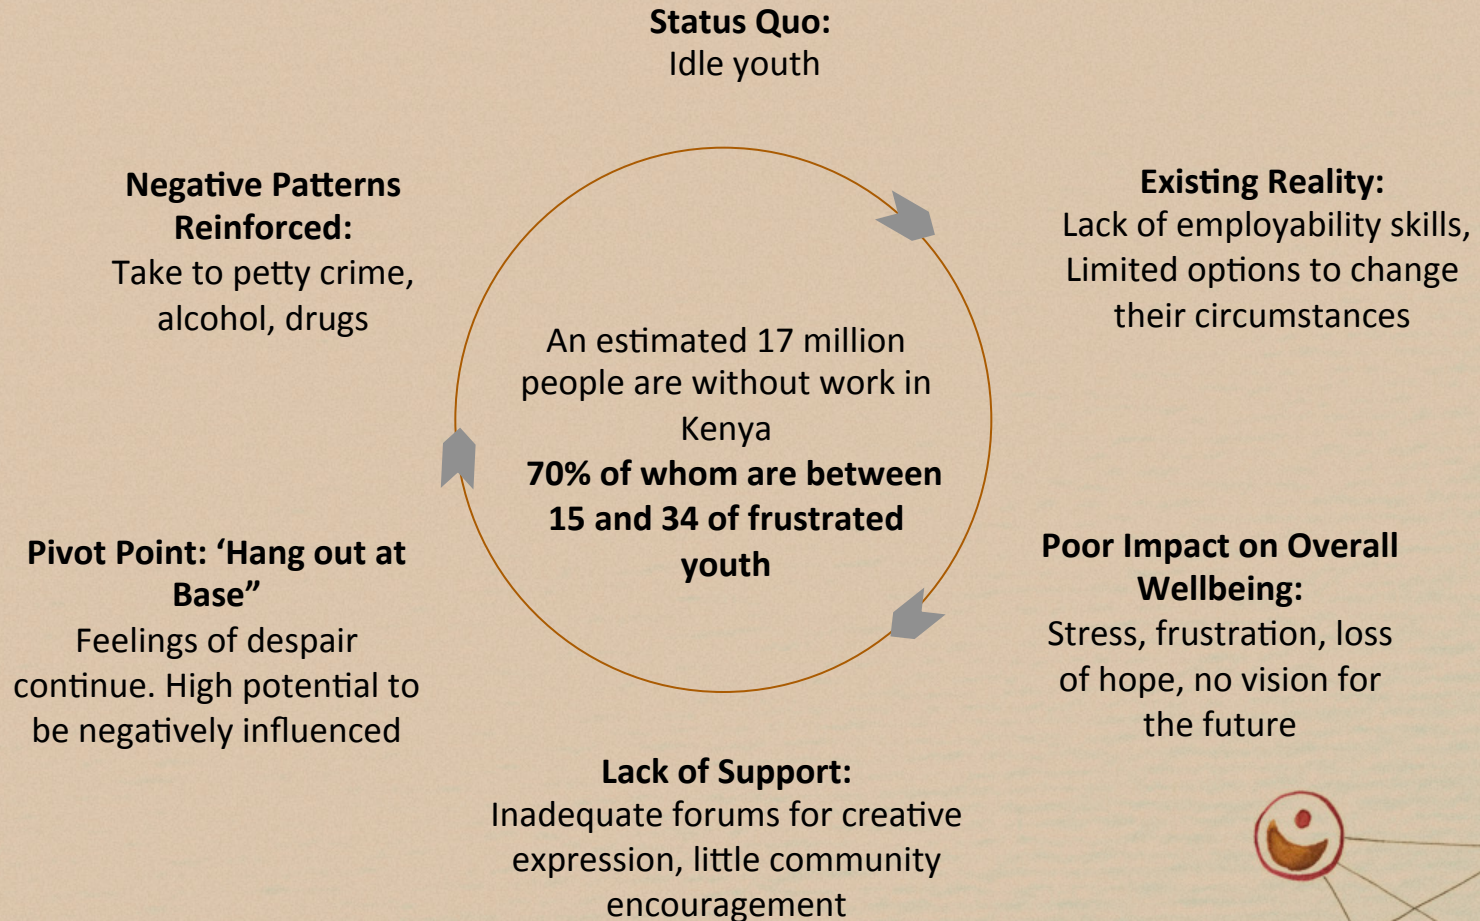 Status Quo:
Idle youth
Existing Reality:
Lack of employability skills,
Limited options to change
their circumstances
Poor Impact on Overall
Wellbeing:
Stress, frustration, loss
of hope, no vision for
the future
Lack of Support:
Inadequate forums for creative
expression, little community
encouragement
Pivot Point: ‘Hang out at
Base”
Feelings of despair
continue. High potential to
be negatively influenced
Negative Patterns
Reinforced:
Take to petty crime,
alcohol, drugs
An estimated 17 million
people are without work in
Kenya
70% of whom are between
15 and 34 of frustrated
youth